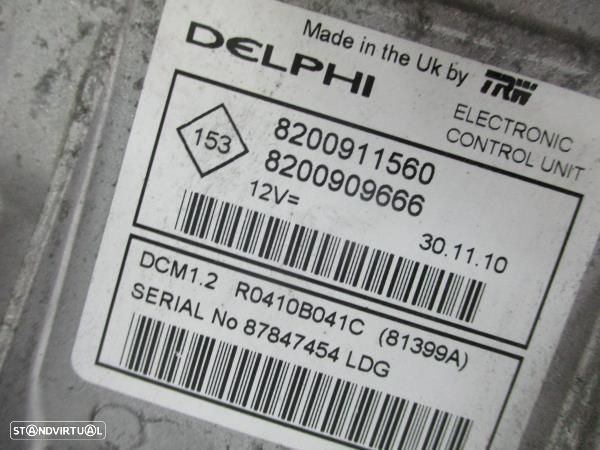 Made in the Uk by TRW
DELPHI
ELECTRONIC
CONTROL UNIT
153
8200911560
8200909666
12V=
30.11.10
DCM1.2 R0410B041C (81399A)
SERIAL No 87847454 LDG
STANDVIRTUAL